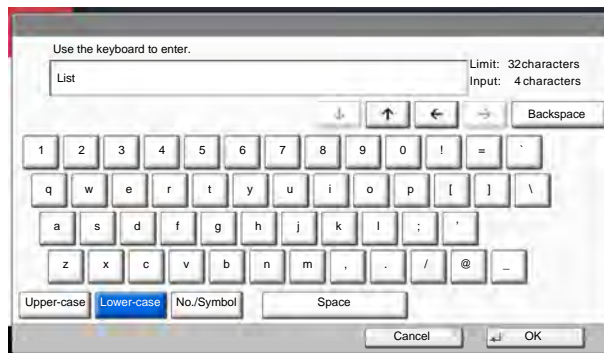 Use the keyboard to enter.
Limit: 32characters
List
Input: 4 characters
Backspace
1 2 3 4 5 6 7 8 9 0 ! = `
q w e r t y u i o p [ ] \
a s d f g h j k l ; '
z x c v b n m , . / @ _
Upper-case Lower-case No./Symbol Space
Cancel OK